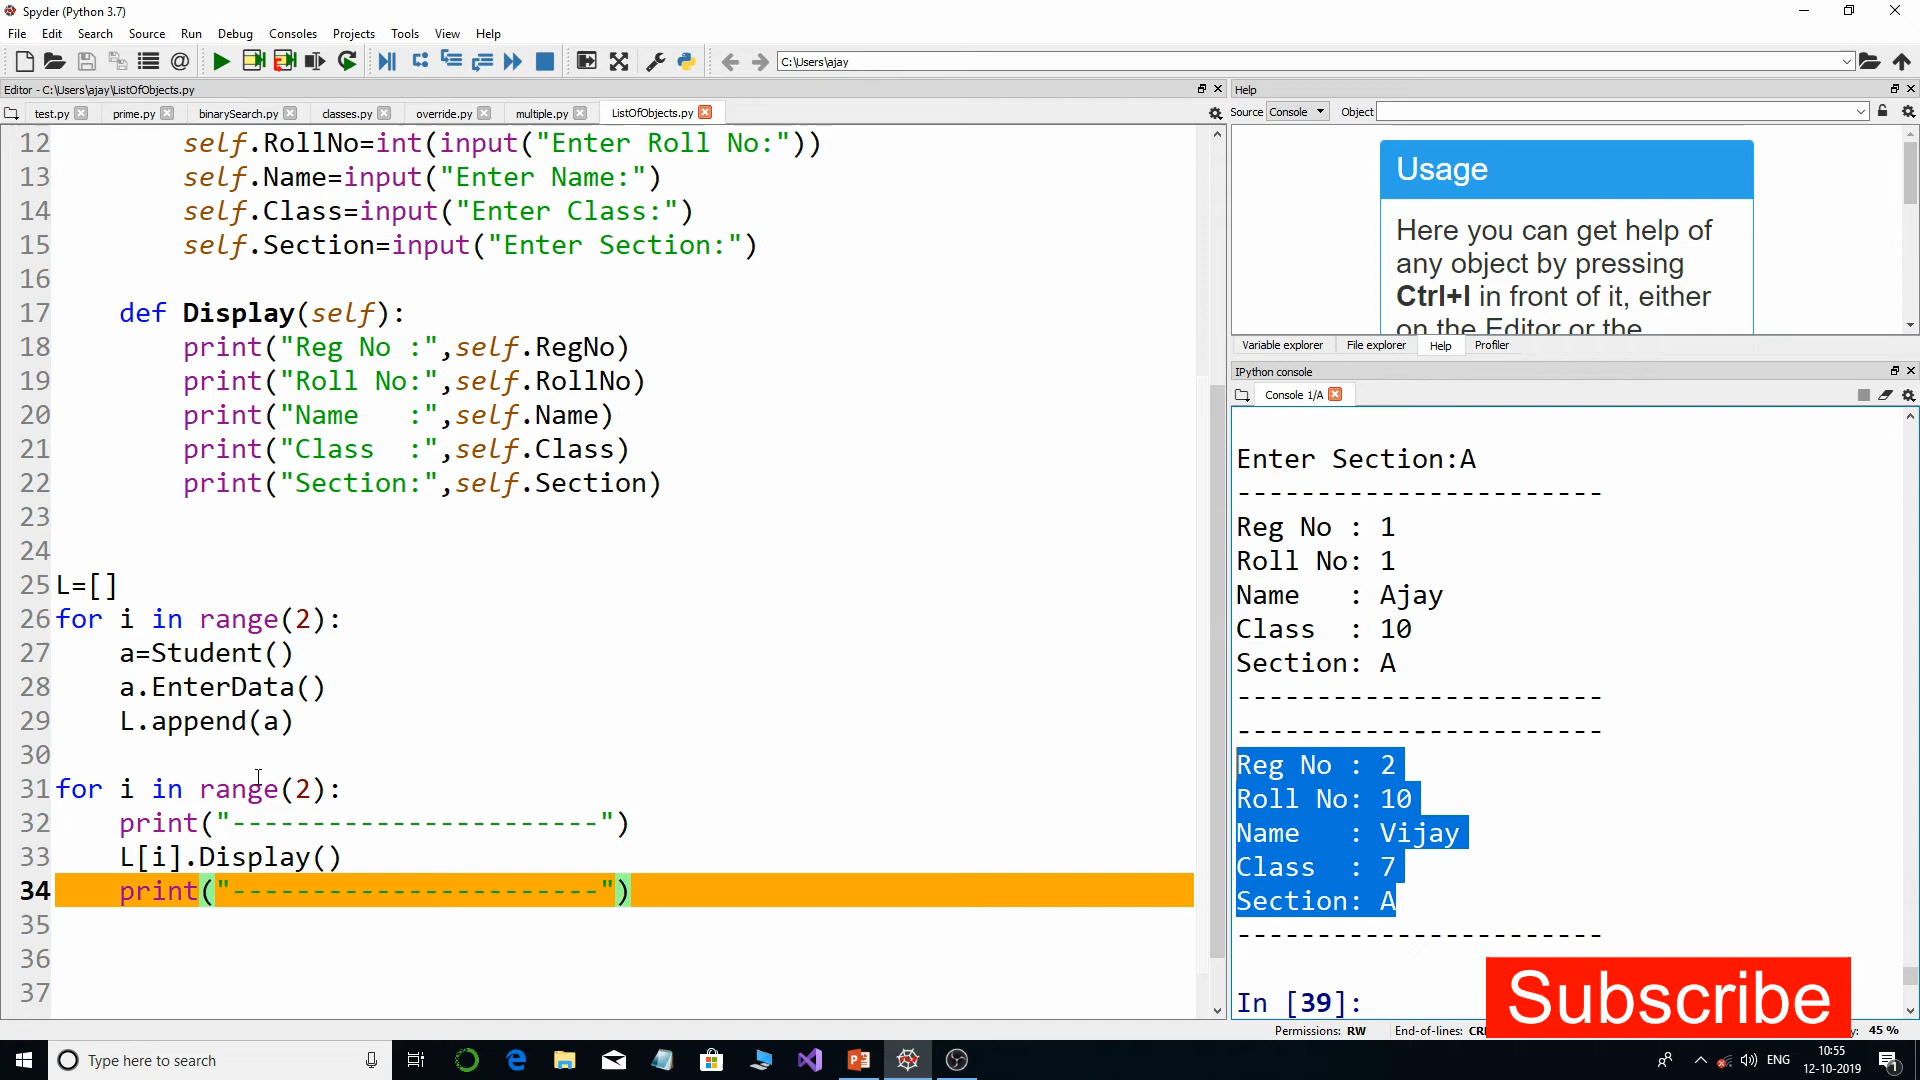 Spyder (Python 3.7)
File Edit Search Source Run Debug Consoles Projects Tools View Help
C:\Users\ajay
Editor - C:\Users\ajay\ListOfObjects.py
test.py prime.py binarySearch.py classes.py override.py multiple.py ListOfObjects.py
12 self.RollNo=int(input("Enter Roll No:"))
13 self.Name=input("Enter Name:")
14 self.Class=input("Enter Class:")
15 self.Section=input("Enter Section:")
16
17 def Display(self):
18 print("Reg No :",self.RegNo)
19 print("Roll No:",self.RollNo)
20 print("Name   :",self.Name)
21 print("Class  :",self.Class)
22 print("Section:",self.Section)
23
24
25 L=[]
26 for i in range(2):
27 a=Student()
28 a.EnterData()
29 L.append(a)
30
31 for i in range(2):
32 print("-----------------------")
33 L[i].Display()
34 print("-----------------------")
35
36
37
Help
Source Console Object
Usage
Here you can get help of
any object by pressing
Ctrl+I in front of it, either
on the Editor or the
Variable explorer File explorer Help Profiler
IPython console
Console 1/A
Enter Section:A
-----------------------
Reg No : 1
Roll No: 1
Name   : Ajay
Class  : 10
Section: A
-----------------------
-----------------------
Reg No : 2
Roll No: 10
Name   : Vijay
Class  : 7
Section: A
-----------------------
In [39]:
Subscribe
Permissions: RW End-of-lines: 45 %
Type here to search
ENG
10:55
12-10-2019
1